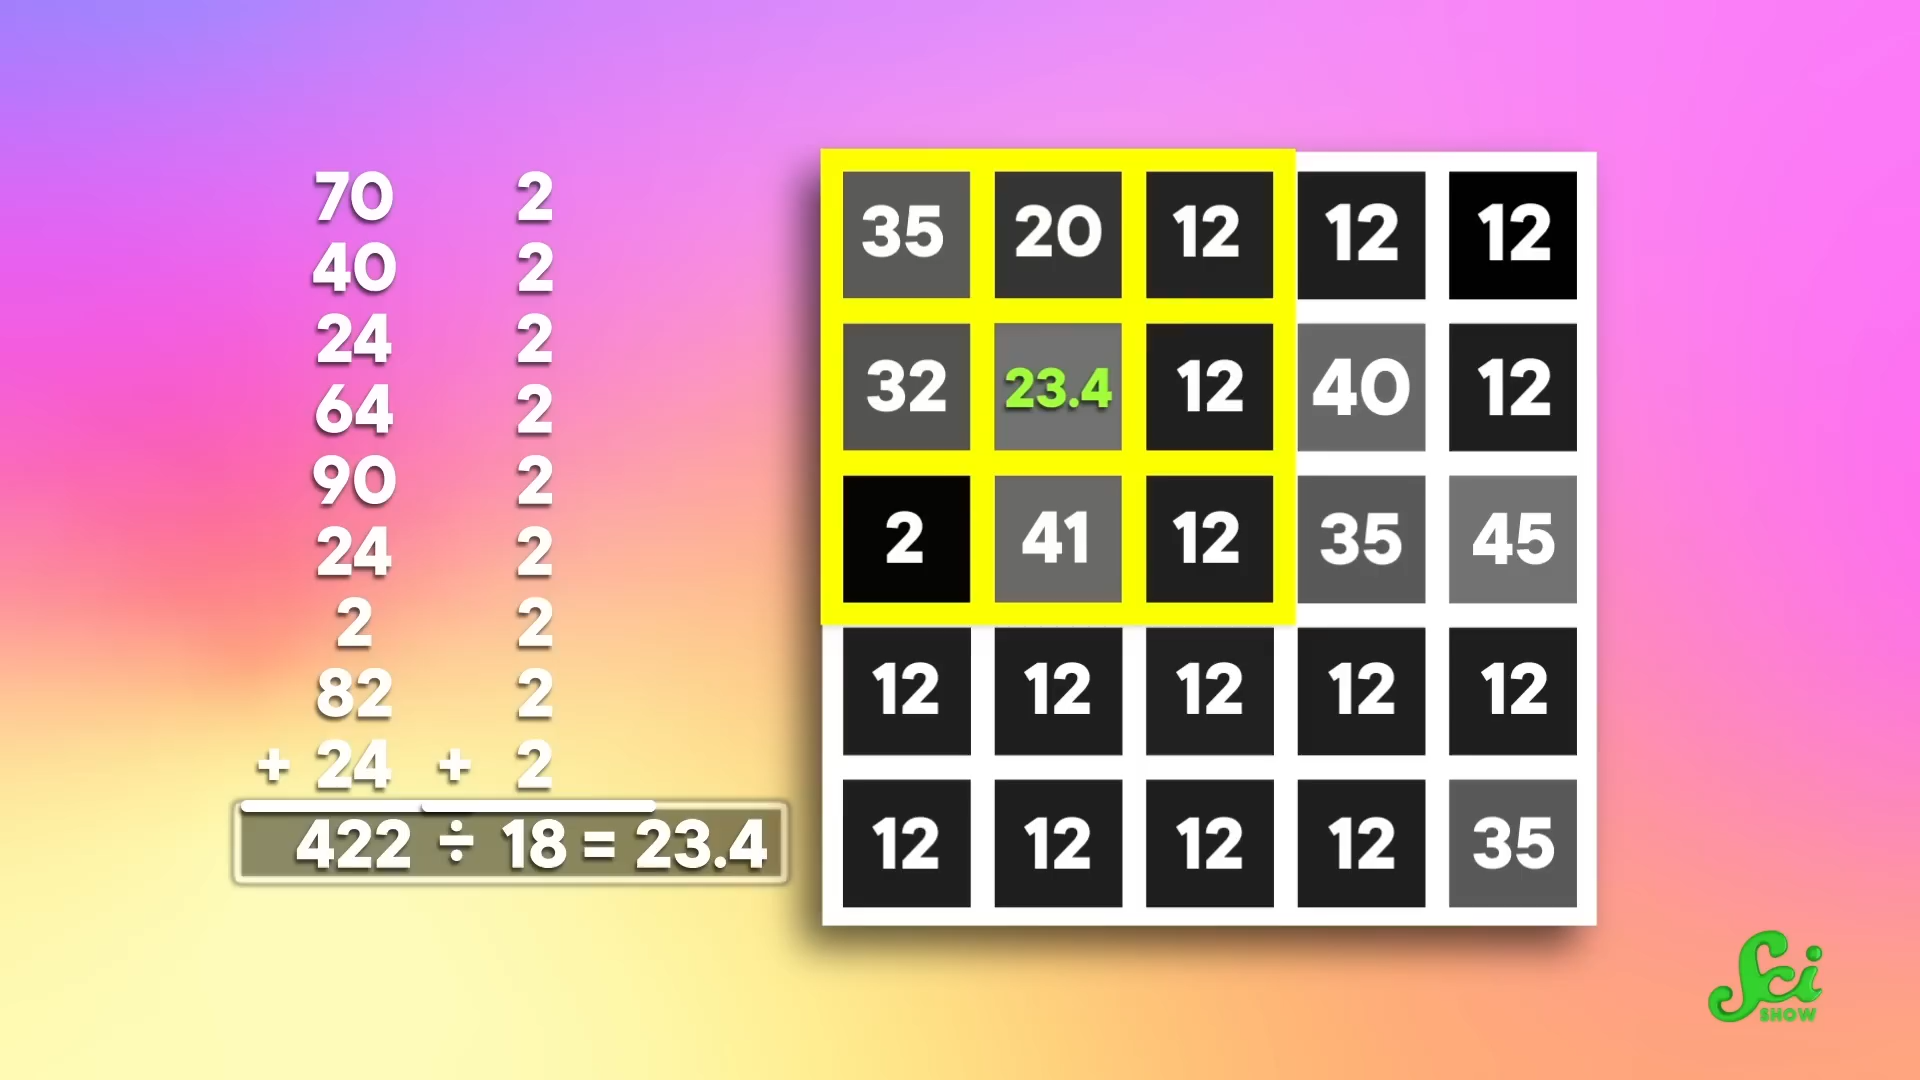 70 2
40 2
24 2
64 2
90 2
24 2
2 2
82 2
+ 24 + 2
422 ÷ 18 = 23.4
35 20 12 12 12
32 23.4 12 40 12
2 41 12 35 45
12 12 12 12 12
12 12 12 12 35
Sci
SHOW